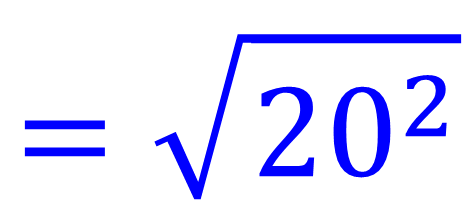 = √20²